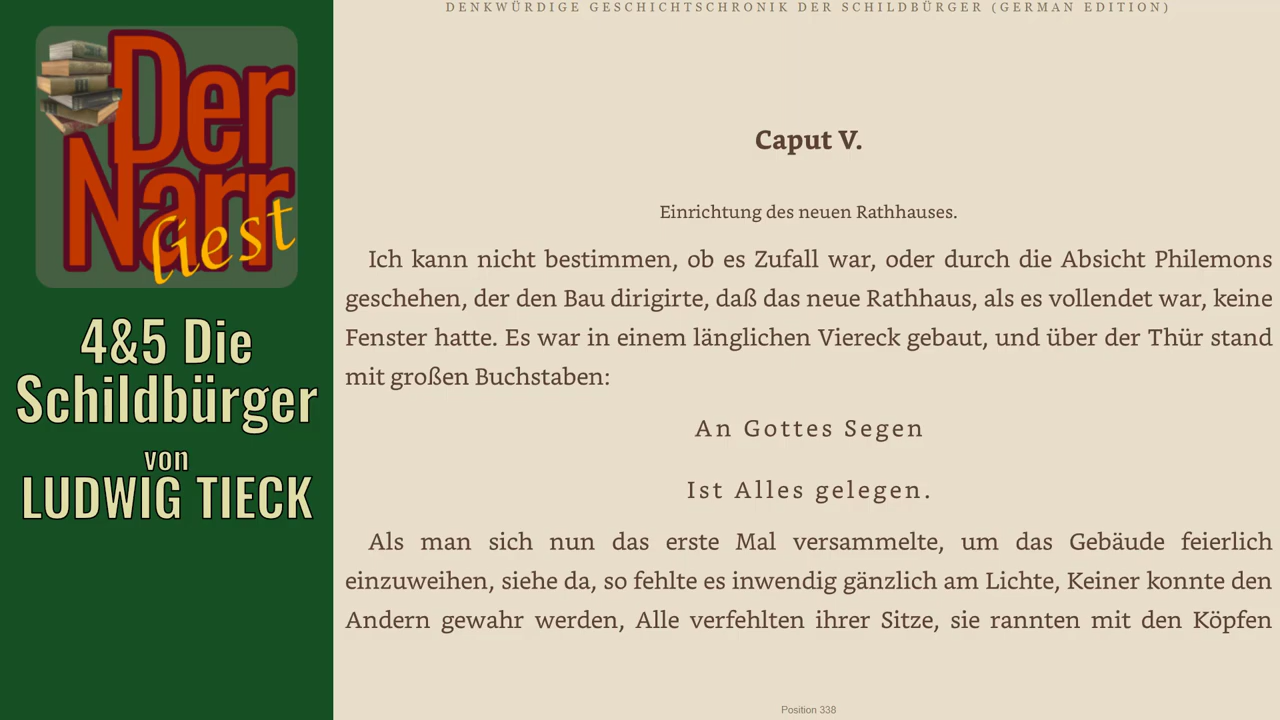 Der
Narr
liest
4&5 Die
Schildbürger
von
LUDWIG TIECK
DENKWÜRDIGE GESCHICHTSCHRONIK DER SCHILDBÜRGER (GERMAN EDITION)
Caput V.
Einrichtung des neuen Rathhauses.
Ich kann nicht bestimmen, ob es Zufall war, oder durch die Absicht Philemons
geschehen, der den Bau dirigirte, daß das neue Rathhaus, als es vollendet war, keine
Fenster hatte. Es war in einem länglichen Viereck gebaut, und über der Thür stand
mit großen Buchstaben:
An Gottes Segen
Ist Alles gelegen.
Als man sich nun das erste Mal versammelte, um das Gebäude feierlich
einzuweihen, siehe da, so fehlte es inwendig gänzlich am Lichte, Keiner konnte den
Andern gewahr werden, Alle verfehlten ihrer Sitze, sie rannten mit den Köpfen
Position 338